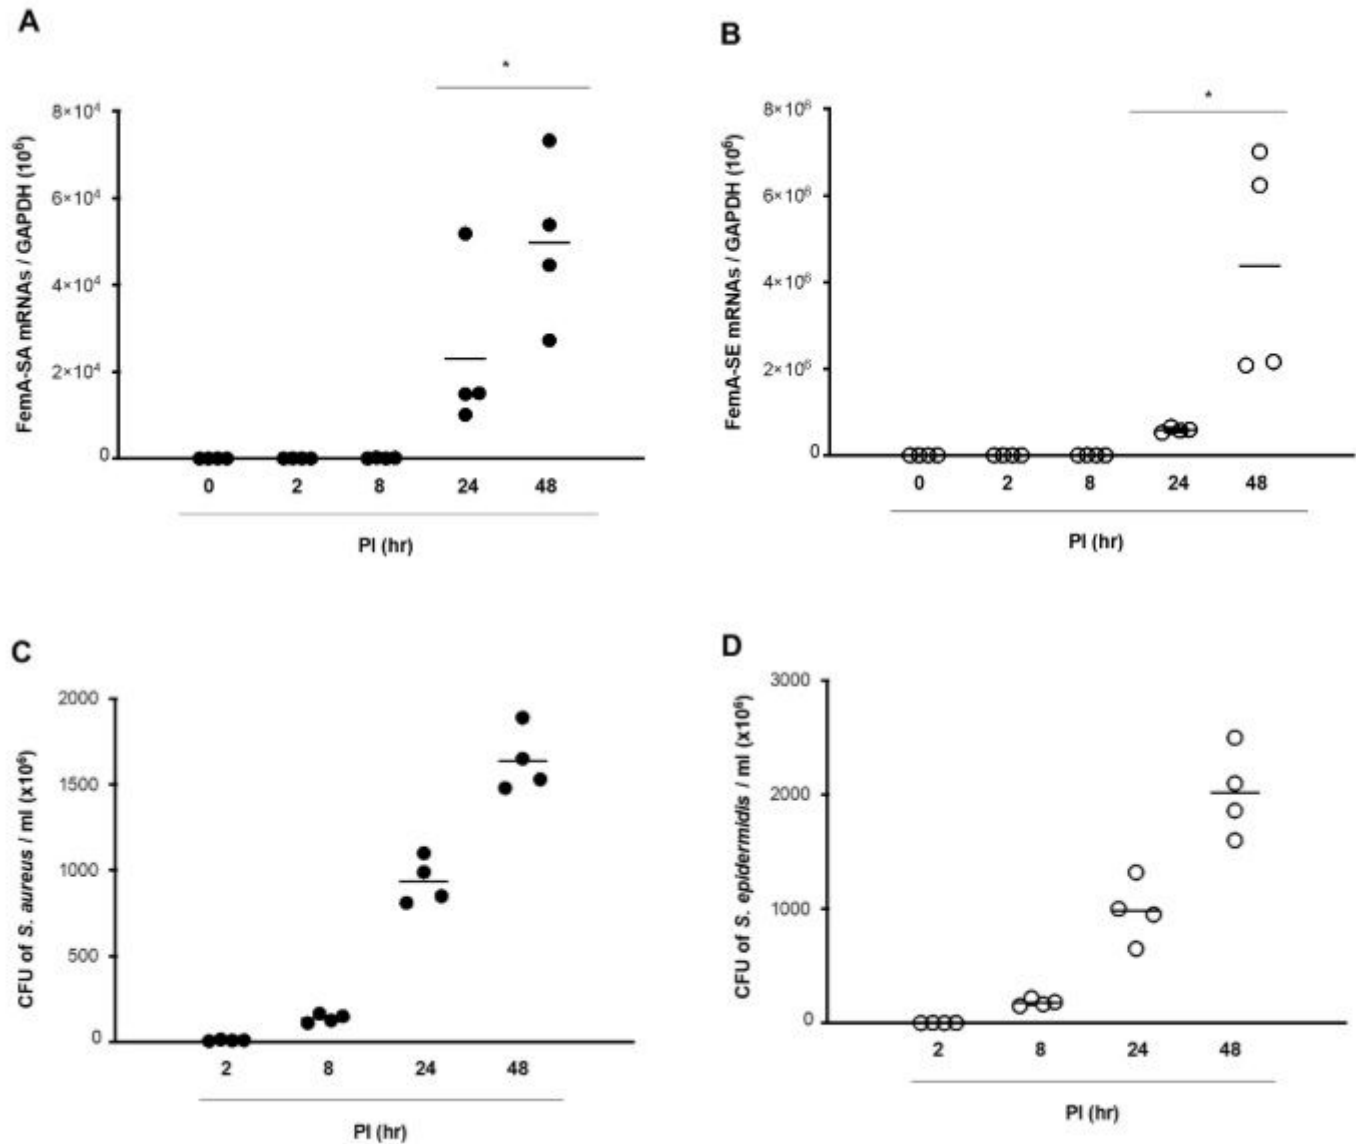 A
*
FemA-SA mRNAs / GAPDH (10⁶)
8×10⁴
6×10⁴
4×10⁴
2×10⁴
0
0 2 8 24 48
PI (hr)
B
*
FemA-SE mRNAs / GAPDH (10⁶)
8×10⁶
6×10⁶
4×10⁶
2×10⁶
0
0 2 8 24 48
PI (hr)
C
CFU of S. aureus / ml (x10⁶)
2000
1500
1000
500
0
2 8 24 48
PI (hr)
D
CFU of S. epidermidis / ml (x10⁶)
3000
2000
1000
0
2 8 24 48
PI (hr)